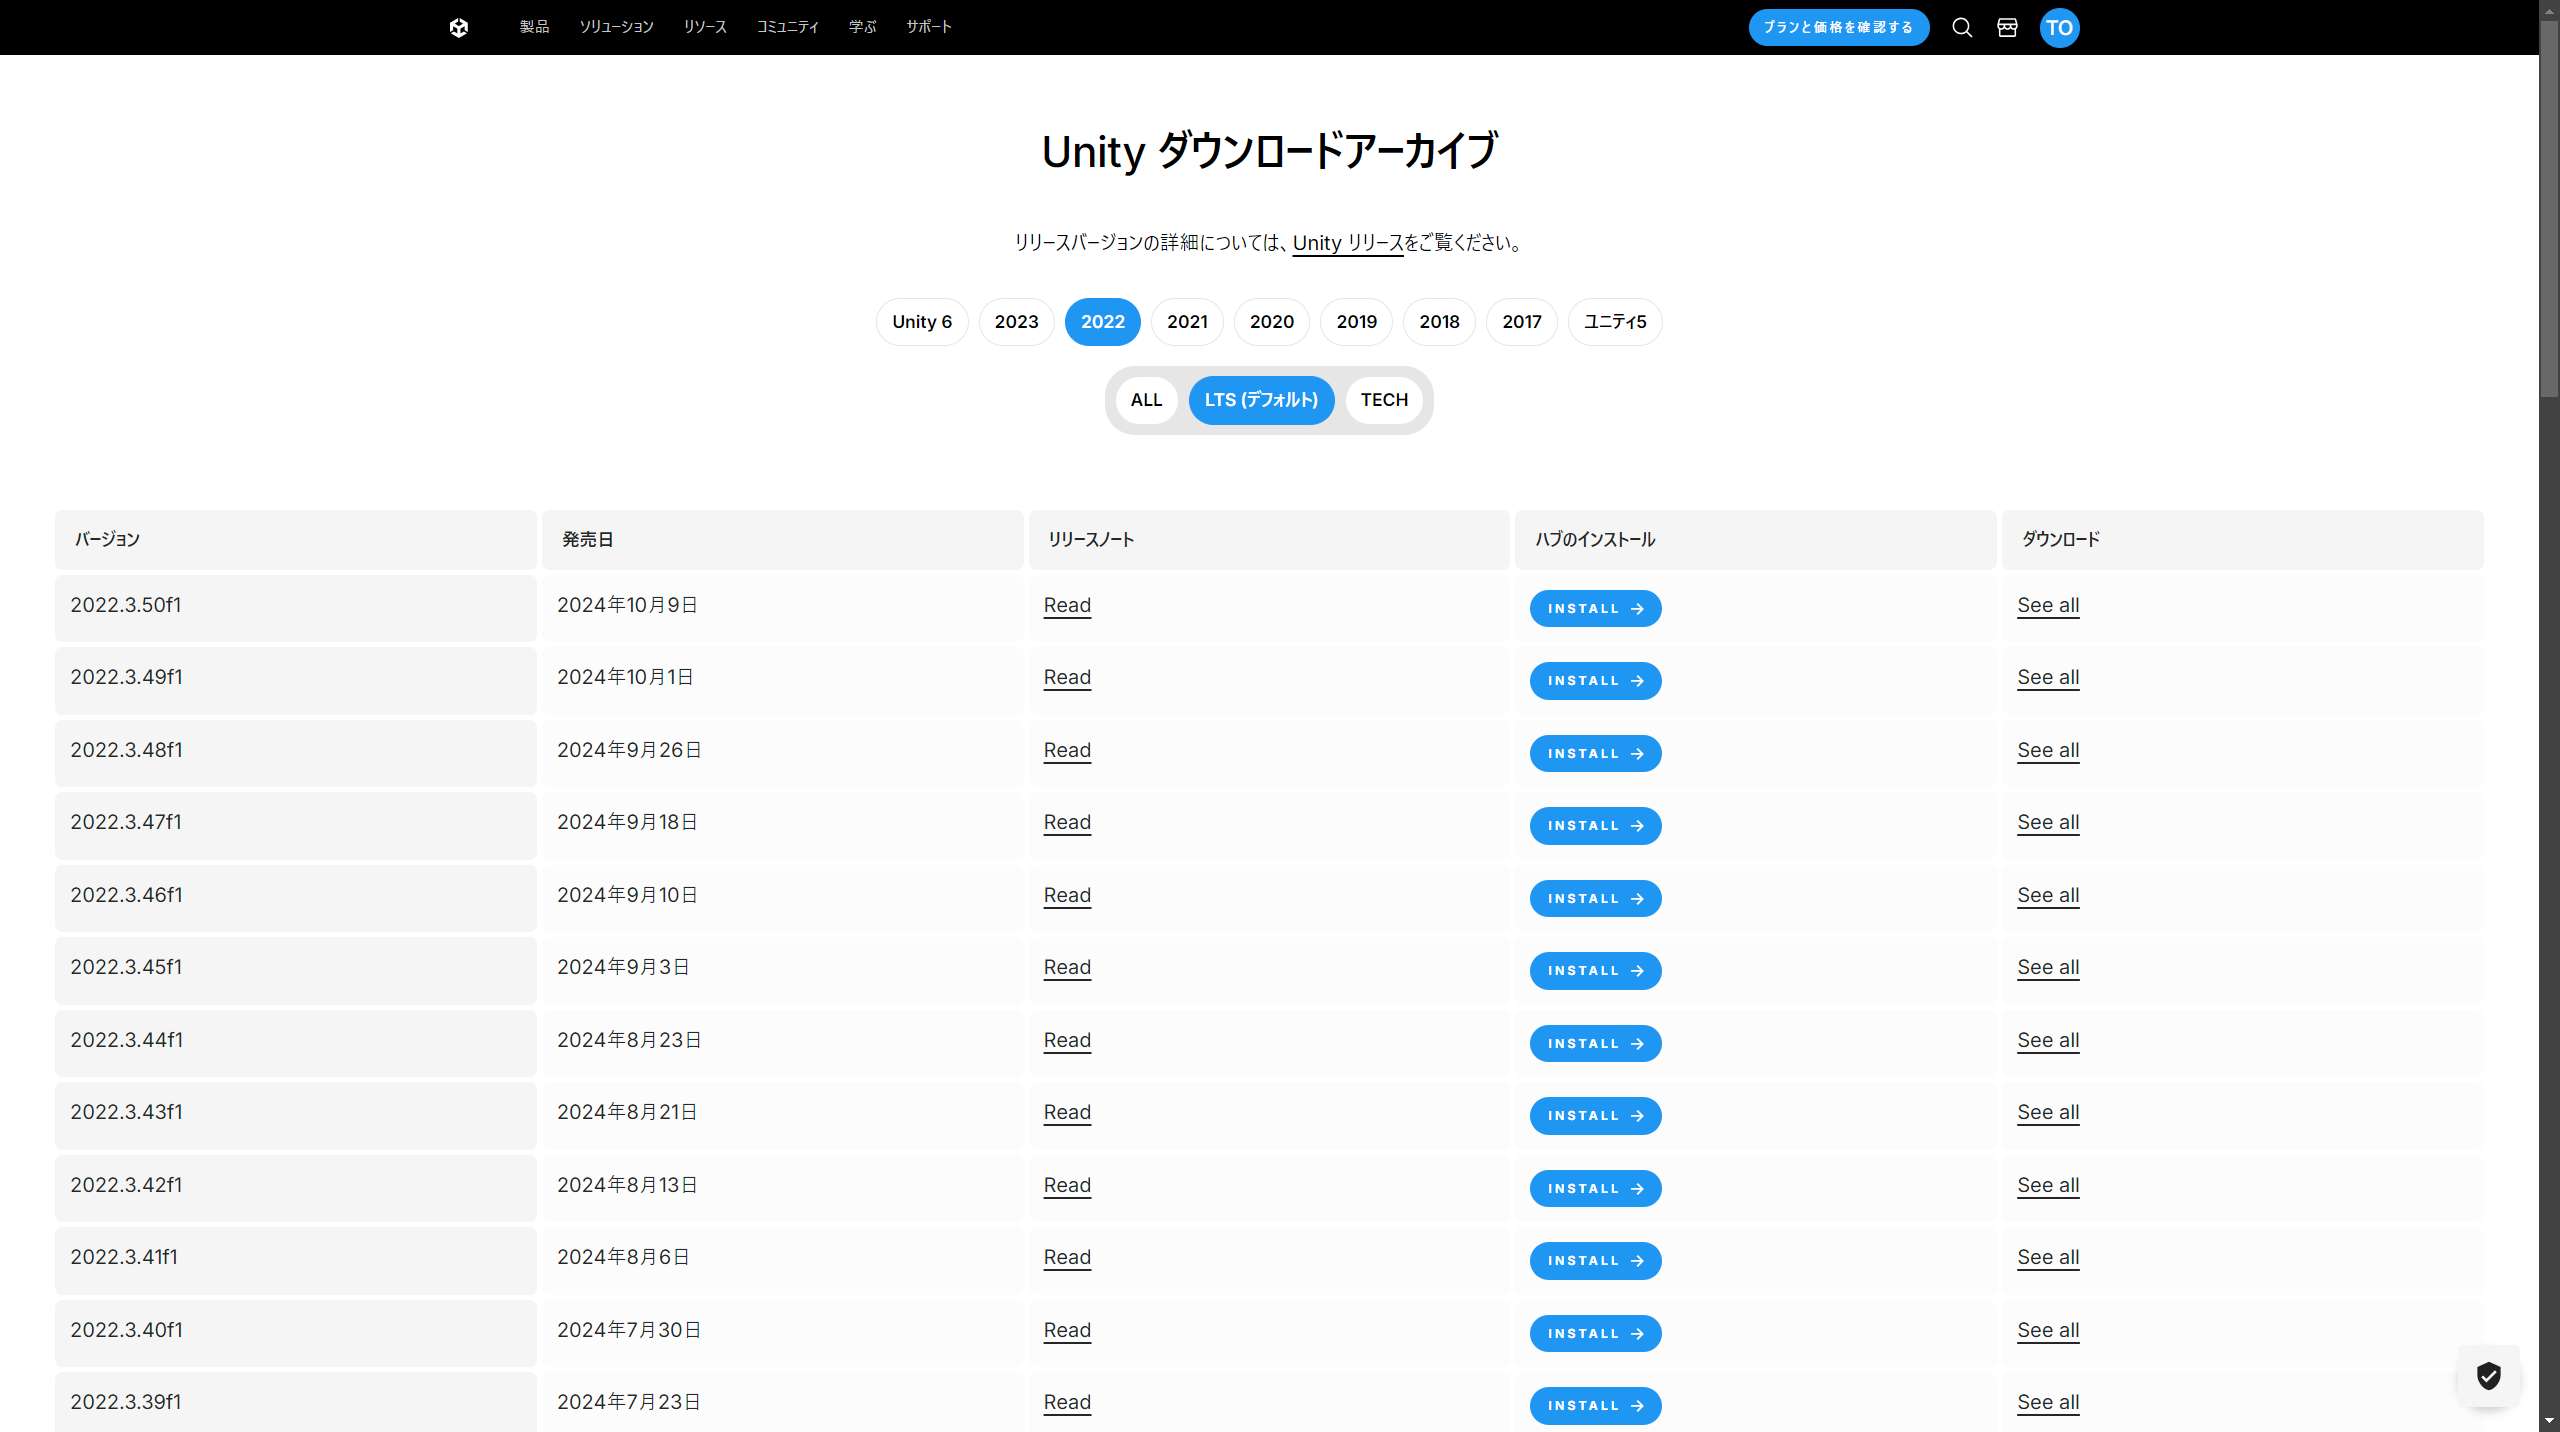 製品 ソリューション リソース コミュニティ 学ぶ サポート プランと価格を確認する TO
Unity ダウンロードアーカイブ
リリースバージョンの詳細については、Unity リリースをご覧ください。
Unity 6 2023 2022 2021 2020 2019 2018 2017 ユニティ5
ALL LTS (デフォルト) TECH
バージョン 発売日 リリースノート ハブのインストール ダウンロード
2022.3.50f1 2024年10月9日 Read INSTALL See all
2022.3.49f1 2024年10月1日 Read INSTALL See all
2022.3.48f1 2024年9月26日 Read INSTALL See all
2022.3.47f1 2024年9月18日 Read INSTALL See all
2022.3.46f1 2024年9月10日 Read INSTALL See all
2022.3.45f1 2024年9月3日 Read INSTALL See all
2022.3.44f1 2024年8月23日 Read INSTALL See all
2022.3.43f1 2024年8月21日 Read INSTALL See all
2022.3.42f1 2024年8月13日 Read INSTALL See all
2022.3.41f1 2024年8月6日 Read INSTALL See all
2022.3.40f1 2024年7月30日 Read INSTALL See all
2022.3.39f1 2024年7月23日 Read INSTALL See all